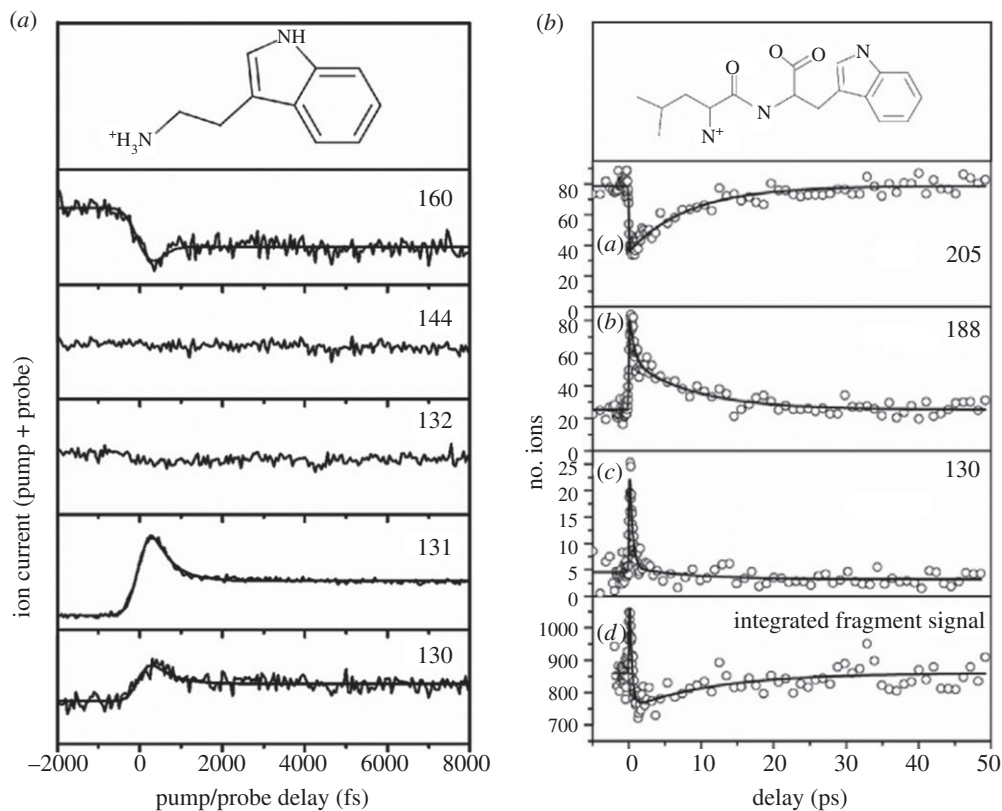 (a)
NH
+H3N
160
144
132
131
130
ion current (pump + probe)
–2000 0 2000 4000 6000 8000
pump/probe delay (fs)
(b)
O
O
O
N
N
N+
80
60
40
20
0
(a)
205
80
60
40
20
0
(b)
188
25
20
15
10
5
0
(c)
130
1000
900
800
700
(d)
integrated fragment signal
no. ions
0 10 20 30 40 50
delay (ps)